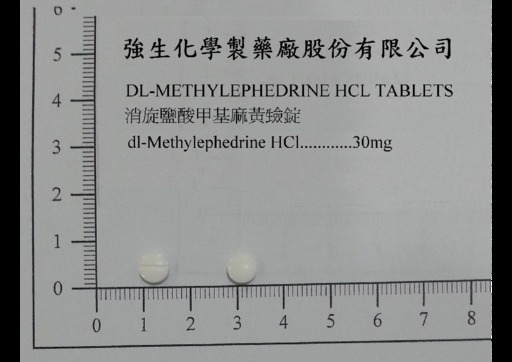 強生化學製藥廠股份有限公司
DL-METHYLEPHEDRINE HCL TABLETS
消旋鹽酸甲基麻黃鹼錠
dl-Methylephedrine HCl............30mg
6
5
4
3
2
1
0
0 1 2 3 4 5 6 7 8